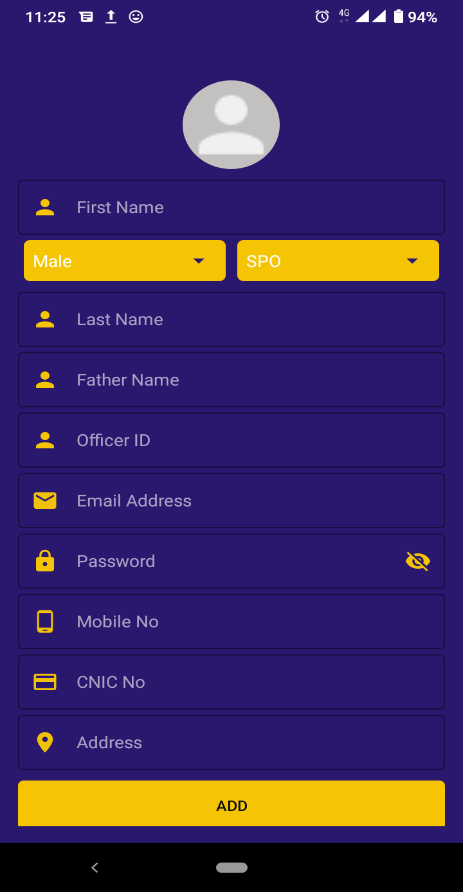 11:25 4G 94%
First Name
Male SPO
Last Name
Father Name
Officer ID
Email Address
Password
Mobile No
CNIC No
Address
ADD